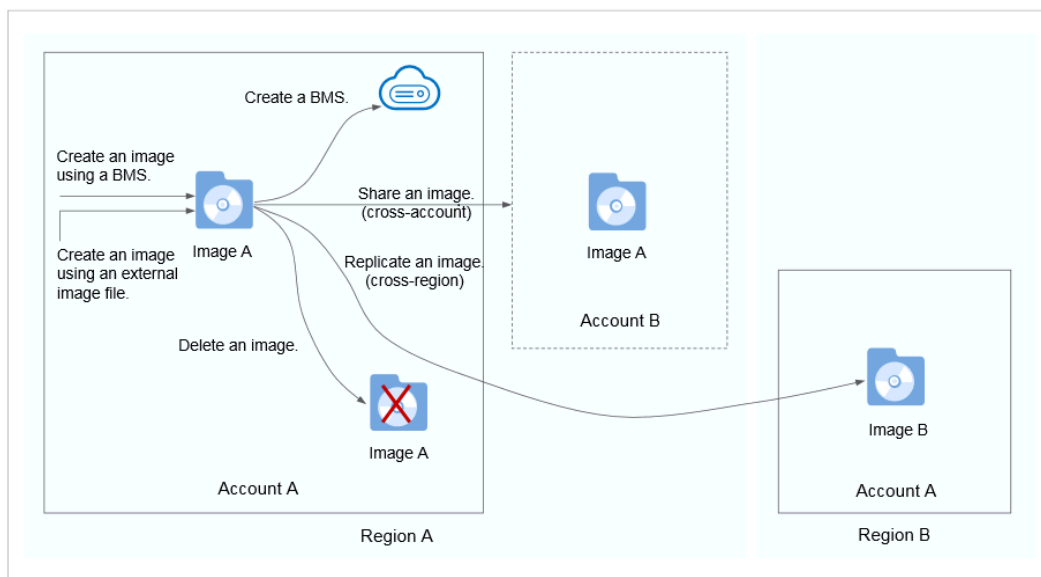 Create a BMS.
Create an image
using a BMS.
Image A
Create an image
using an external
image file.
Share an image.
(cross-account)
Replicate an image.
(cross-region)
Delete an image.
Image A
Account A
Image A
Account B
Region A
Image B
Account A
Region B